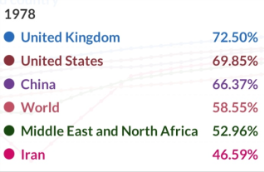 1978
United Kingdom 72.50%
United States 69.85%
China 66.37%
World 58.55%
Middle East and North Africa 52.96%
Iran 46.59%